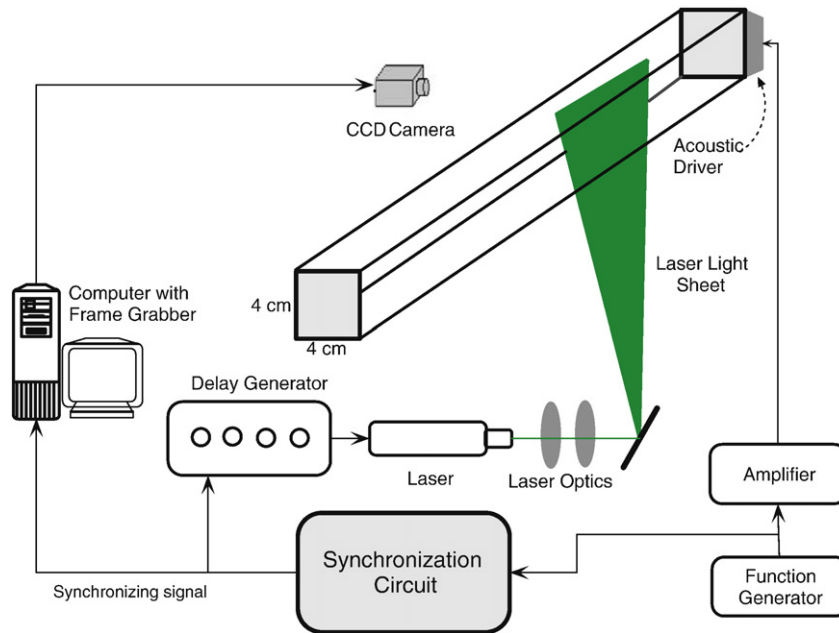 CCD Camera
Acoustic
Driver
Laser Light
Sheet
Computer with
Frame Grabber
4 cm
4 cm
Delay Generator
Laser
Laser Optics
Amplifier
Synchronization
Circuit
Function
Generator
Synchronizing signal